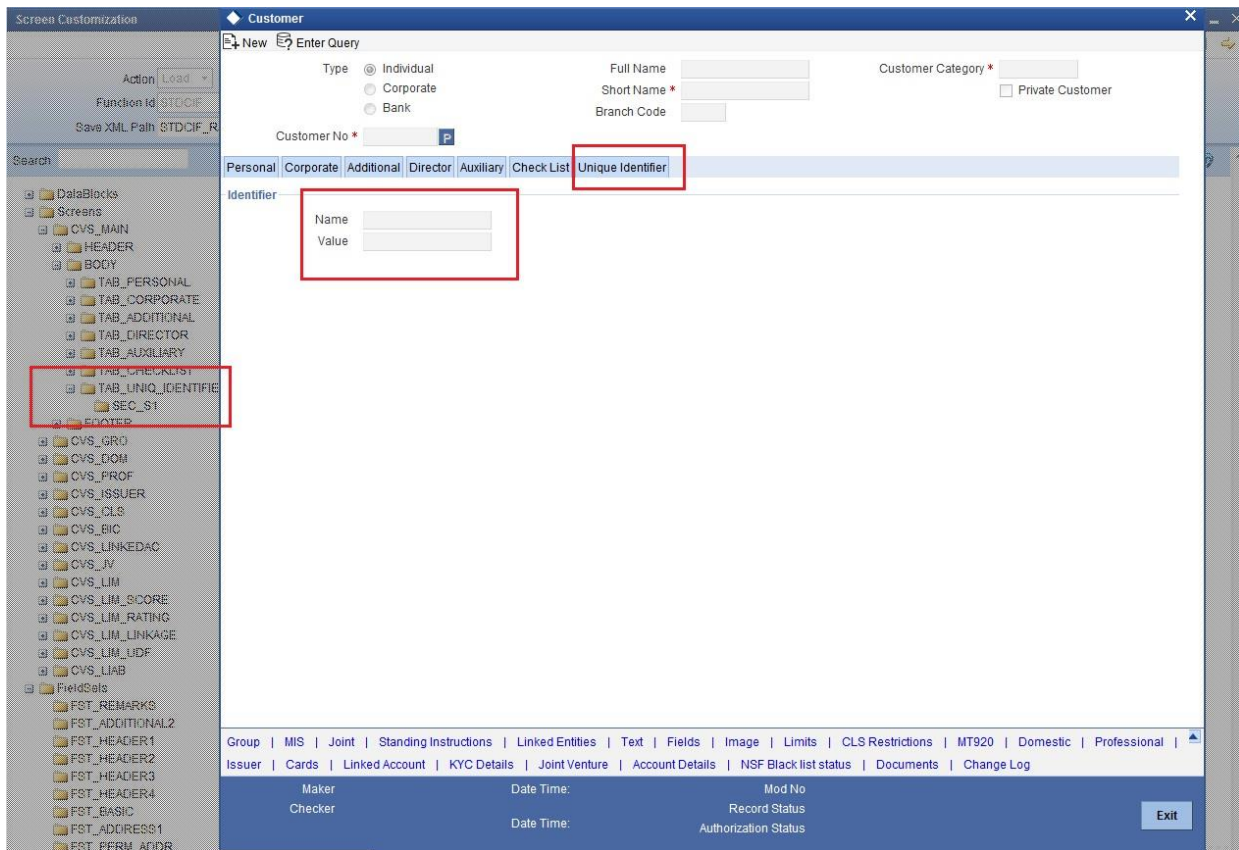 Screen Customization
Action Load
Function Id STDCIF
Save XML Path STDCIF_R
Search
DataBlocks
Screens
CVS_MAIN
HEADER
BODY
TAB_PERSONAL
TAB_CORPORATE
TAB_ADDITIONAL
TAB_DIRECTOR
TAB_AUXILIARY
TAB_CHECKLIST
TAB_UNIQ_IDENTIFIE
SEC_S1
FOOTER
CVS_GRO
CVS_DOM
CVS_PROF
CVS_ISSUER
CVS_CLS
CVS_BIC
CVS_LINKEDAC
CVS_JV
CVS_LIM
CVS_LIM_SCORE
CVS_LIM_RATING
CVS_LIM_LINKAGE
CVS_LIM_UDF
CVS_LIAB
FieldSets
FST_REMARKS
FST_ADDITIONAL2
FST_HEADER1
FST_HEADER2
FST_HEADER3
FST_HEADER4
FST_BASIC
FST_ADDRESS1
FST_PERM_ADDR
Customer
New Enter Query
Type Individual Full Name Customer Category *
Corporate Short Name * Private Customer
Bank Branch Code
Customer No * P
Personal Corporate Additional Director Auxiliary Check List Unique Identifier
Identifier
Name
Value
Group | MIS | Joint | Standing Instructions | Linked Entities | Text | Fields | Image | Limits | CLS Restrictions | MT920 | Domestic | Professional |
Issuer | Cards | Linked Account | KYC Details | Joint Venture | Account Details | NSF Black list status | Documents | Change Log
Maker Date Time: Mod No
Checker Record Status
Date Time: Authorization Status
Exit